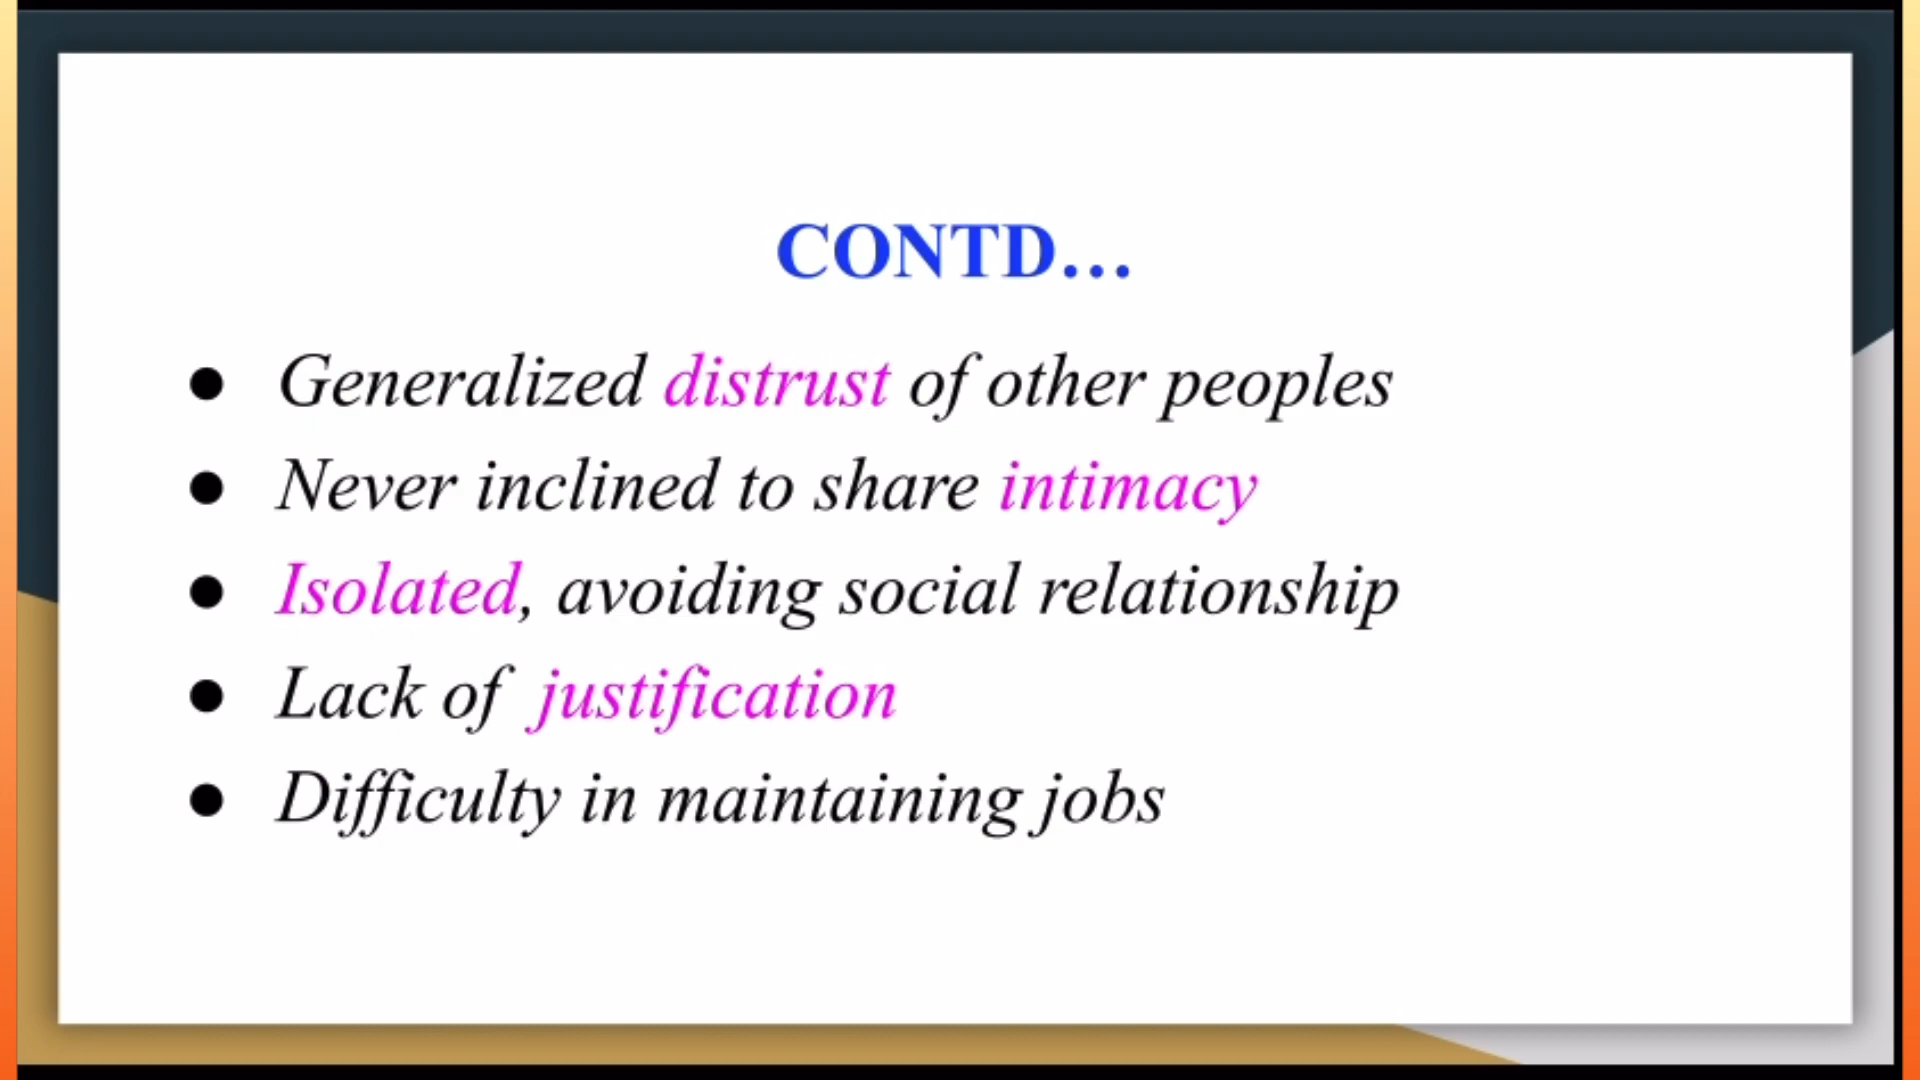 CONTD...
● Generalized distrust of other peoples
● Never inclined to share intimacy
● Isolated, avoiding social relationship
● Lack of  justification
● Difficulty in maintaining jobs